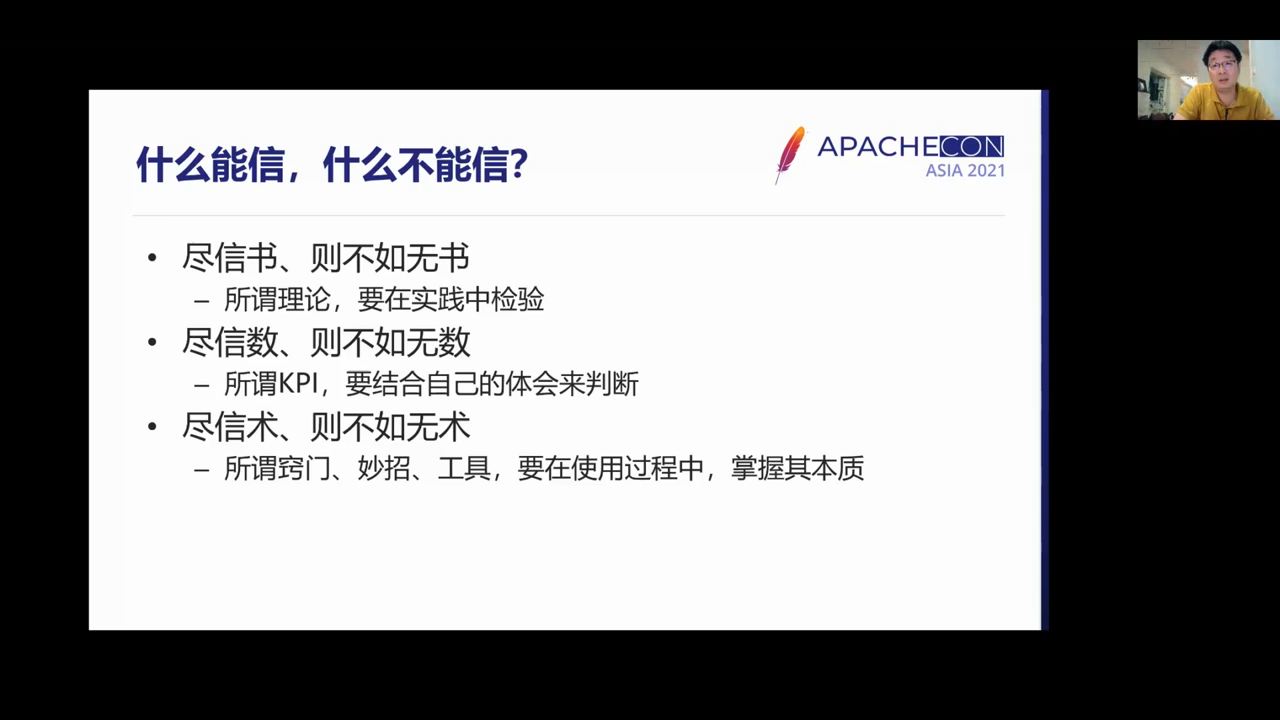 什么能信，什么不能信？
APACHECON
ASIA 2021
• 尽信书、则不如无书
– 所谓理论，要在实践中检验
• 尽信数、则不如无数
– 所谓KPI，要结合自己的体会来判断
• 尽信术、则不如无术
– 所谓窍门、妙招、工具，要在使用过程中，掌握其本质